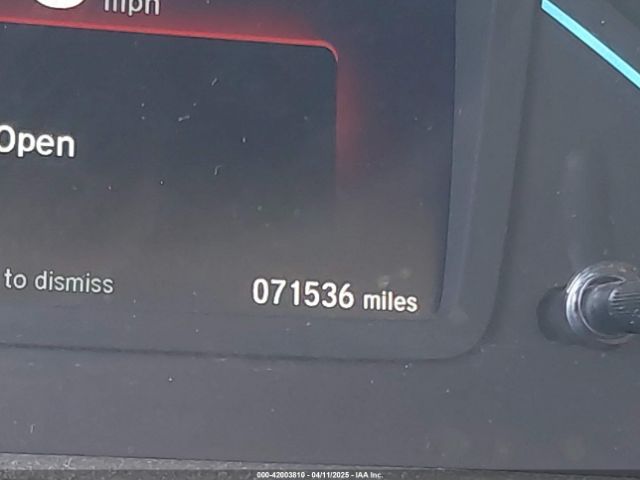 mph
Open
to dismiss
071536 miles
000-42003810 - 04/11/2025 - IAA Inc.